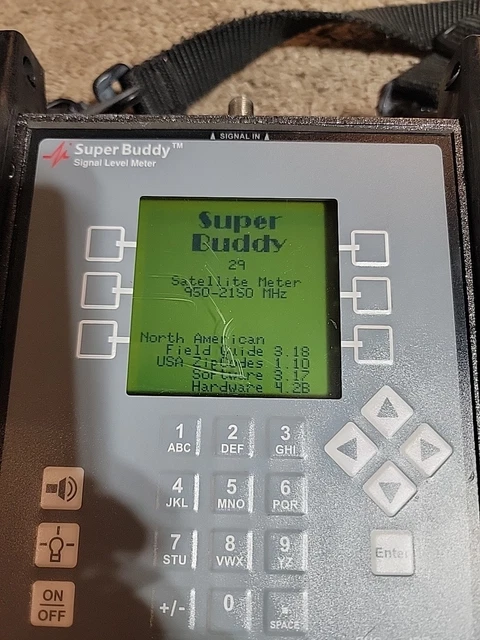 ▲ SIGNAL IN ▲
Super Buddy™
Signal Level Meter
Super
Buddy
29
Satellite Meter
950-2150 MHz
North American
Field Guide 3.18
USA ZipCodes 1.10
Software 3.17
Hardware 4.2B
1 2 3
ABC DEF GHI
4 5 6
JKL MNO PQR
7 8 9
STU VWX YZ
Enter
ON
OFF
+/- 0 .
SPACE